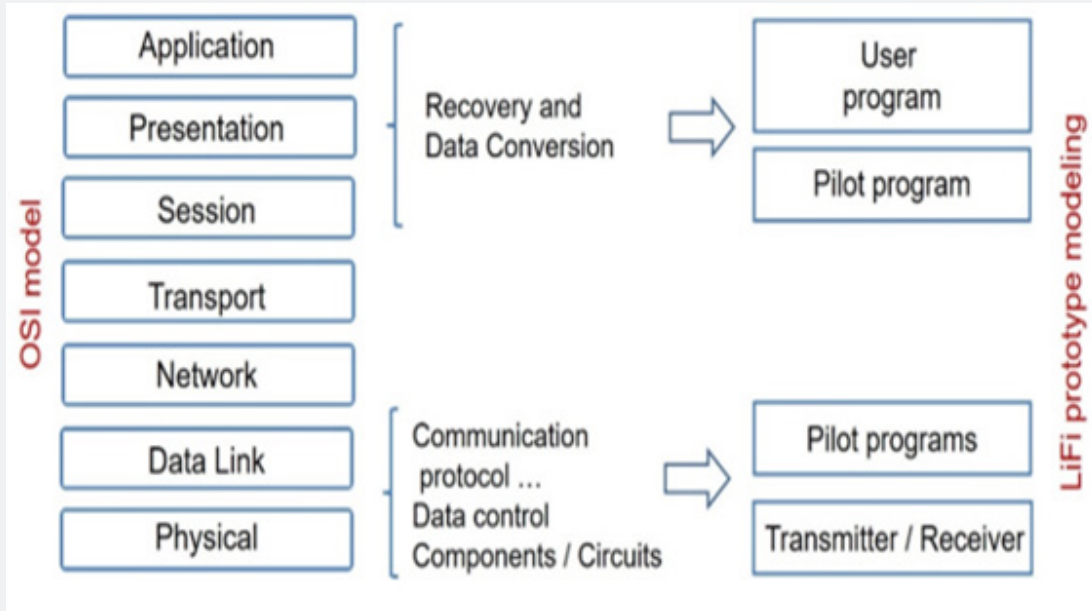 OSI model
Application
Presentation
Session
Transport
Network
Data Link
Physical
Recovery and
Data Conversion
Communication
protocol ...
Data control
Components / Circuits
User
program
Pilot program
Pilot programs
Transmitter / Receiver
LiFi prototype modeling